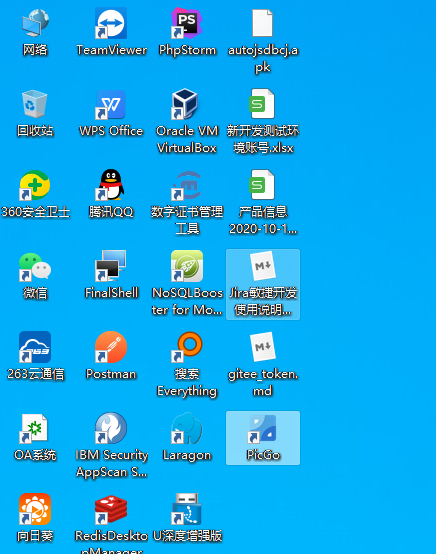 网络
TeamViewer
PhpStorm
autojsdbcj.a
pk
回收站
WPS Office
Oracle VM
VirtualBox
新开发测试环
境账号.xlsx
360安全卫士
腾讯QQ
数字证书管理
工具
产品信息
2020-10-1...
微信
FinalShell
NoSQLBoos
ter for Mo...
Jira敏捷开发
使用说明...
263云通信
Postman
搜索
Everything
gitee_token.
md
OA系统
IBM Security
AppScan S...
Laragon
PicGo
向日葵
RedisDeskto
pManager
U深度增强版